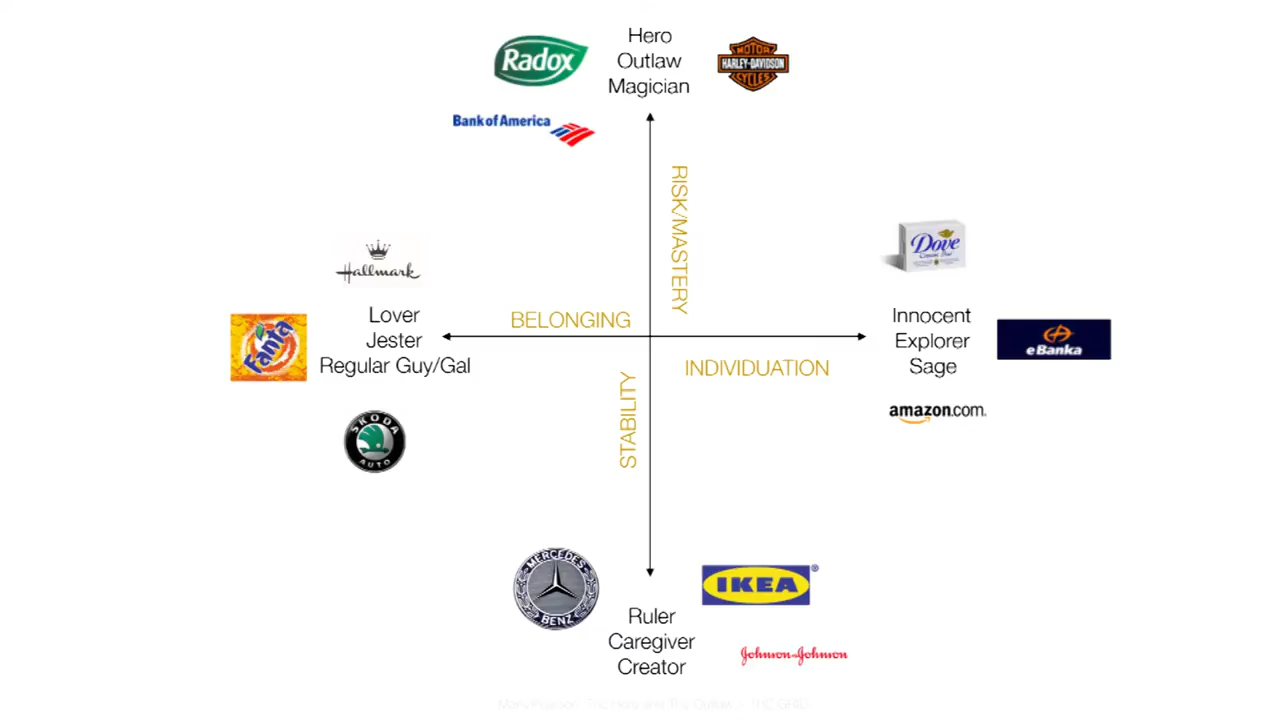 Radox
Hero
Outlaw
Magician
MOTOR
HARLEY-DAVIDSON
CYCLES
Bank of America
RISK/MASTERY
Dove
Hallmark
BELONGING
Lover
Jester
Regular Guy/Gal
Fanta
Innocent
Explorer
Sage
eBanka
INDIVIDUATION
STABILITY
amazon.com.
SKODA
AUTO
MERCEDES
BENZ
IKEA®
Ruler
Caregiver
Creator
Johnson & Johnson